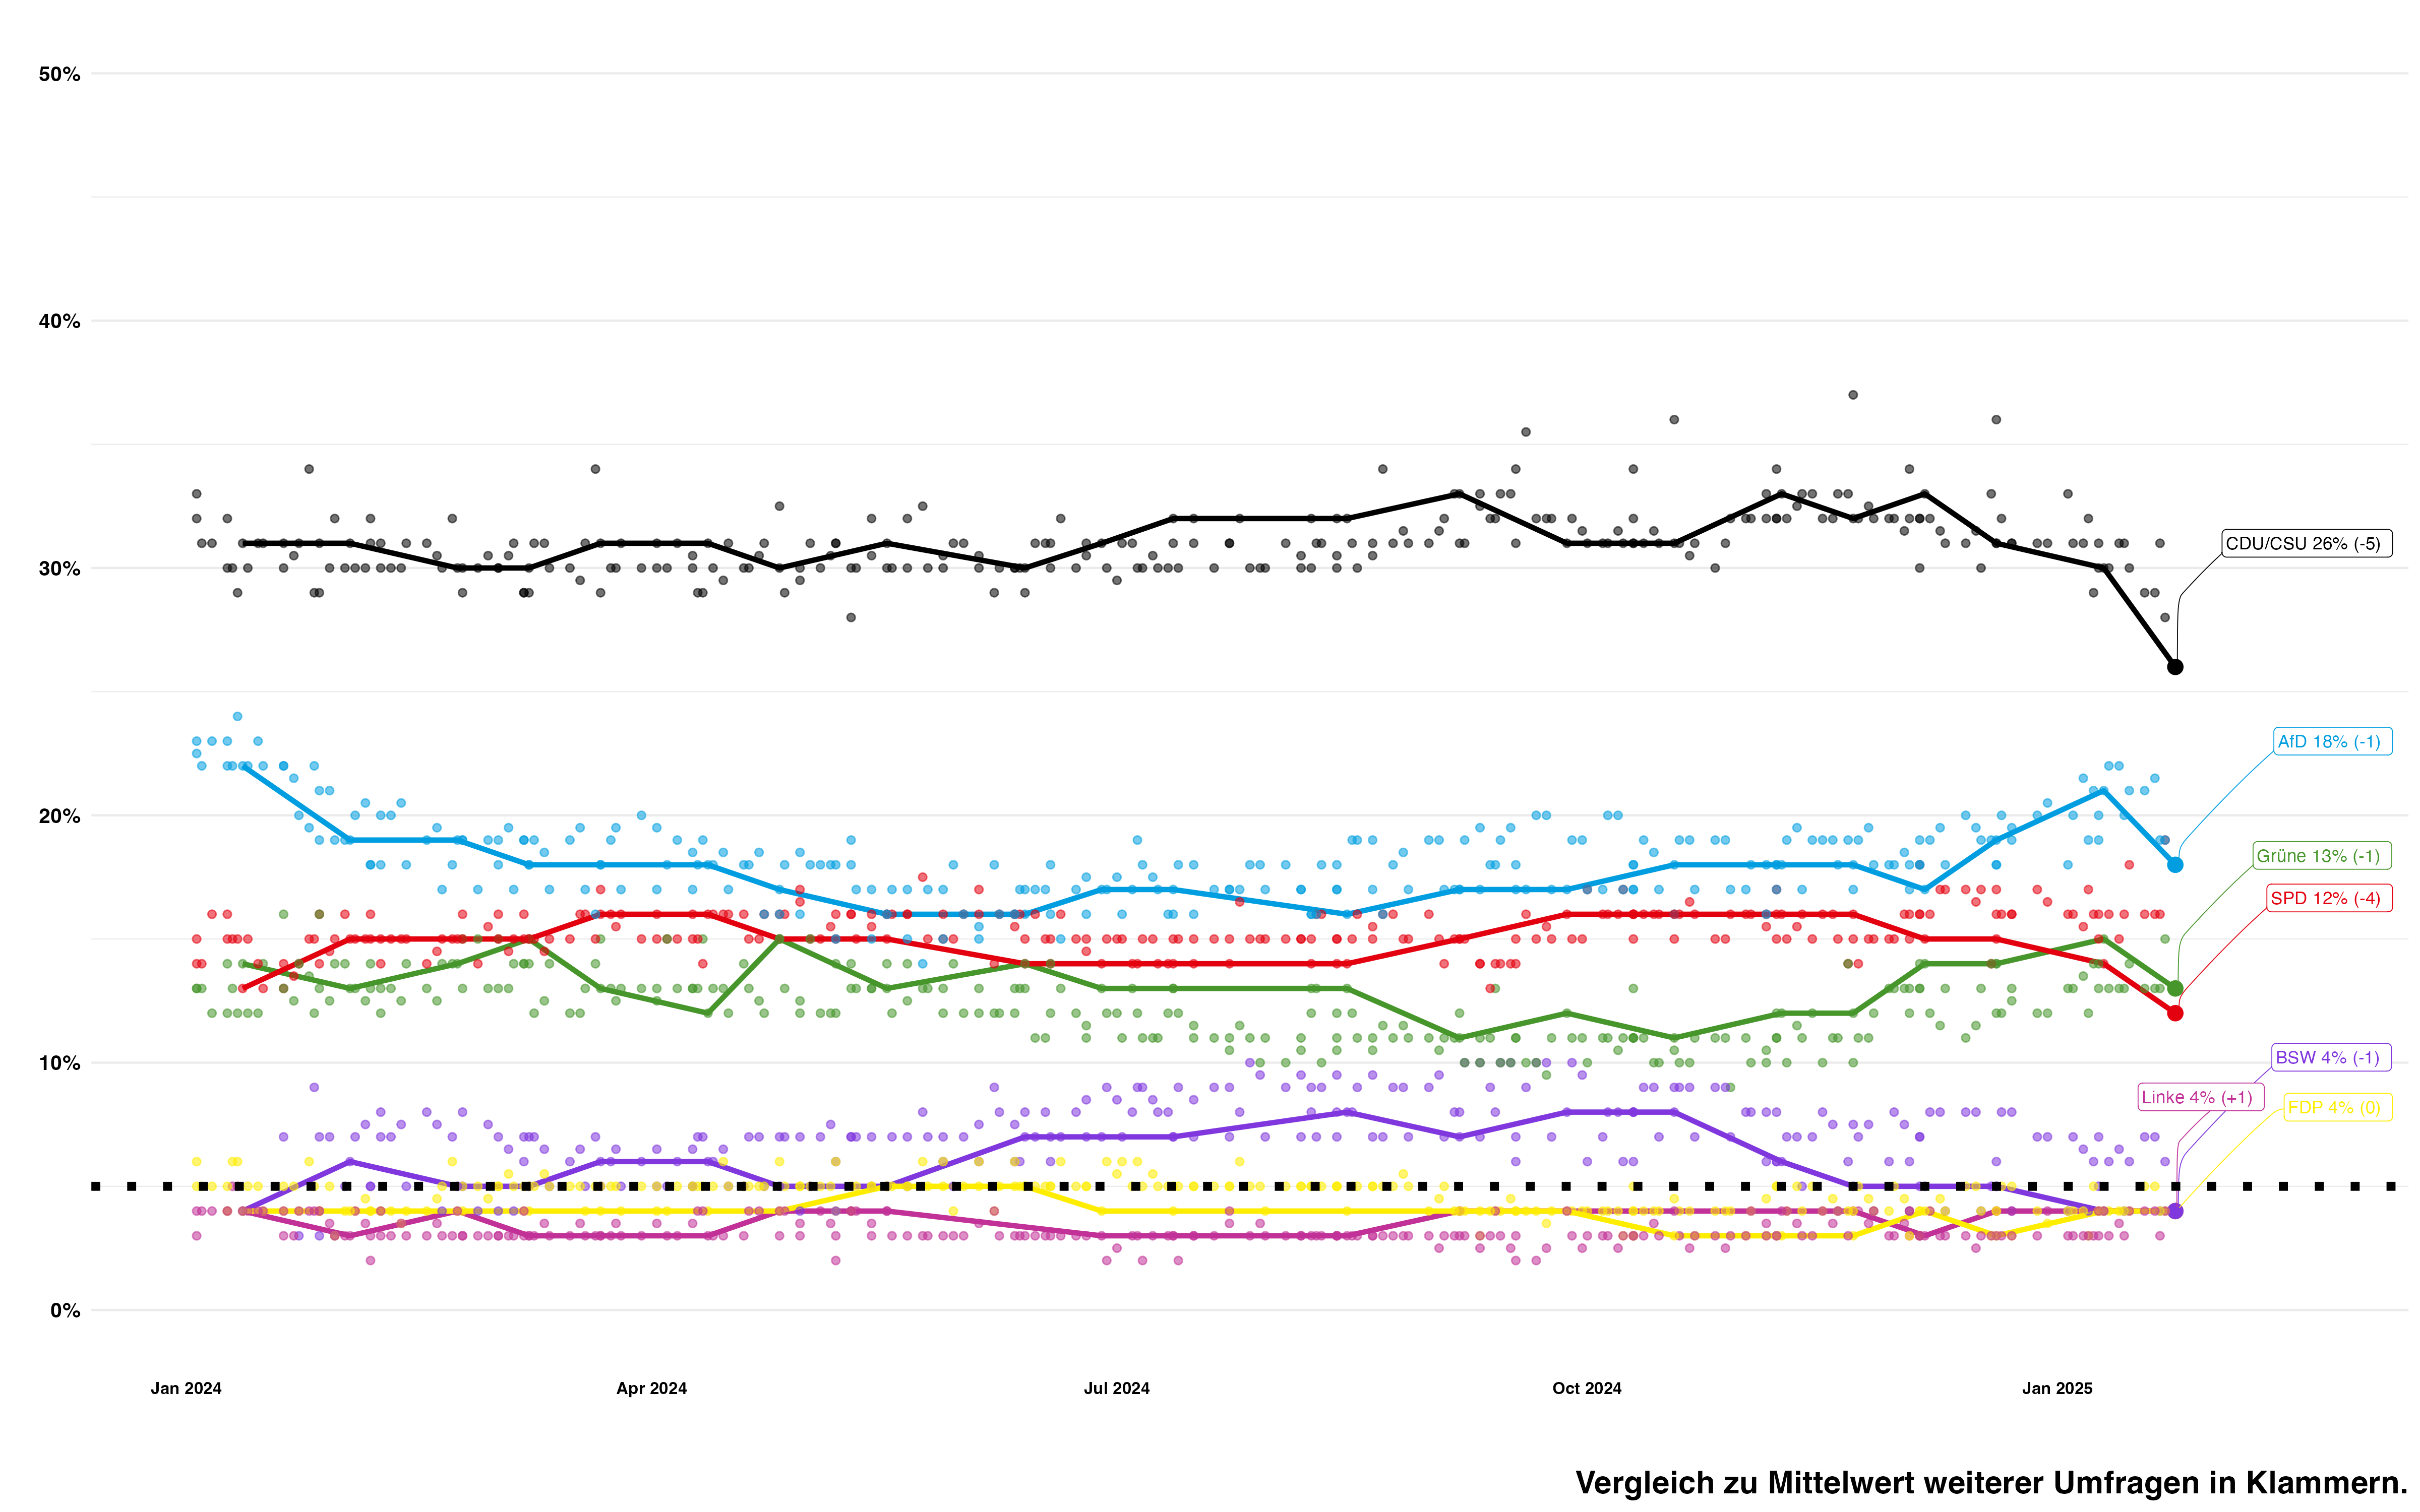 50%
40%
30%
20%
10%
0%
CDU/CSU 26% (-5)
AfD 18% (-1)
Grüne 13% (-1)
SPD 12% (-4)
BSW 4% (-1)
Linke 4% (+1)
FDP 4% (0)
Jan 2024
Apr 2024
Jul 2024
Oct 2024
Jan 2025
Vergleich zu Mittelwert weiterer Umfragen in Klammern.